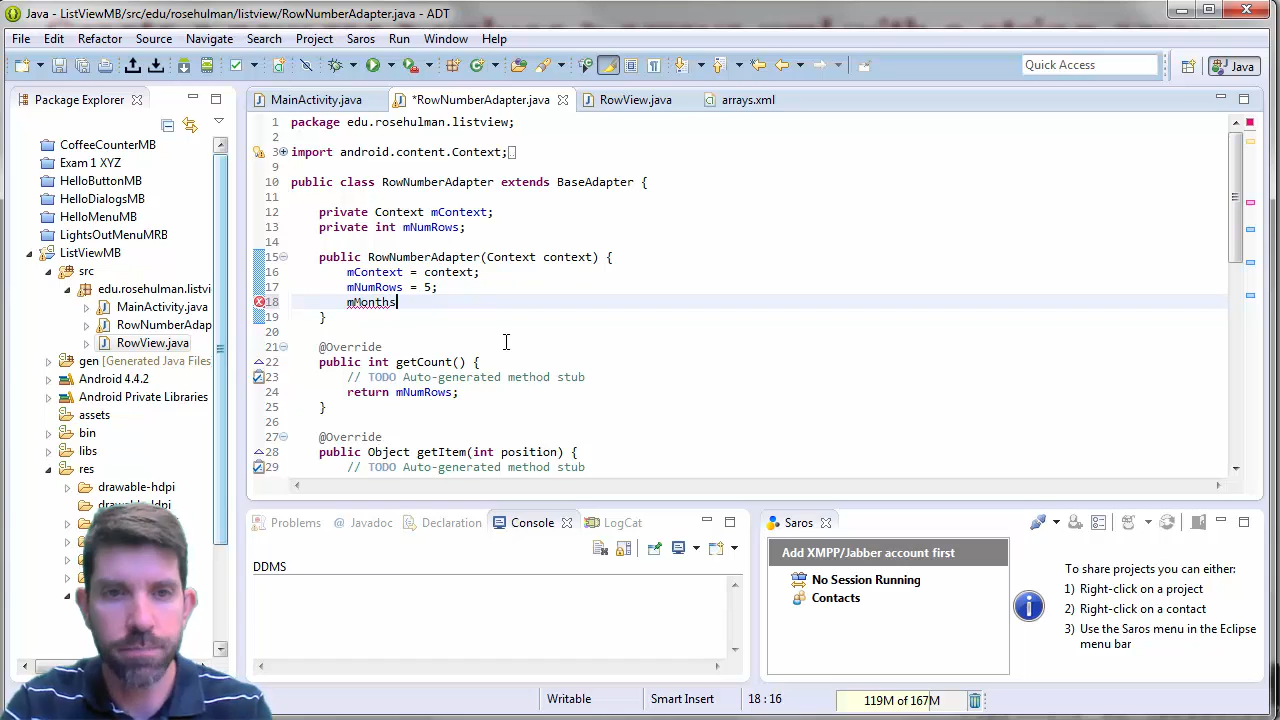 Java - ListViewMB/src/edu/rosehulman/listview/RowNumberAdapter.java - ADT
File Edit Refactor Source Navigate Search Project Saros Run Window Help
Quick Access
Java
Package Explorer
MainActivity.java
*RowNumberAdapter.java
RowView.java
arrays.xml
CoffeeCounterMB
Exam 1 XYZ
HelloButtonMB
HelloDialogsMB
HelloMenuMB
LightsOutMenuMRB
ListViewMB
src
edu.rosehulman.listvi
MainActivity.java
RowNumberAdap
RowView.java
gen [Generated Java Files
Android 4.4.2
Android Private Libraries
assets
bin
libs
res
drawable-hdpi
drawable-ldpi
1 package edu.rosehulman.listview;
2
3 import android.content.Context;
9
10 public class RowNumberAdapter extends BaseAdapter {
11
12 private Context mContext;
13 private int mNumRows;
14
15 public RowNumberAdapter(Context context) {
16 mContext = context;
17 mNumRows = 5;
18 mMonths
19 }
20
21 @Override
22 public int getCount() {
23 // TODO Auto-generated method stub
24 return mNumRows;
25 }
26
27 @Override
28 public Object getItem(int position) {
29 // TODO Auto-generated method stub
Problems
Javadoc
Declaration
Console
LogCat
DDMS
Saros
Add XMPP/Jabber account first
No Session Running
Contacts
To share projects you can either:
1) Right-click on a project
2) Right-click on a contact
3) Use the Saros menu in the Eclipse
menu bar
Writable
Smart Insert
18 : 16
119M of 167M